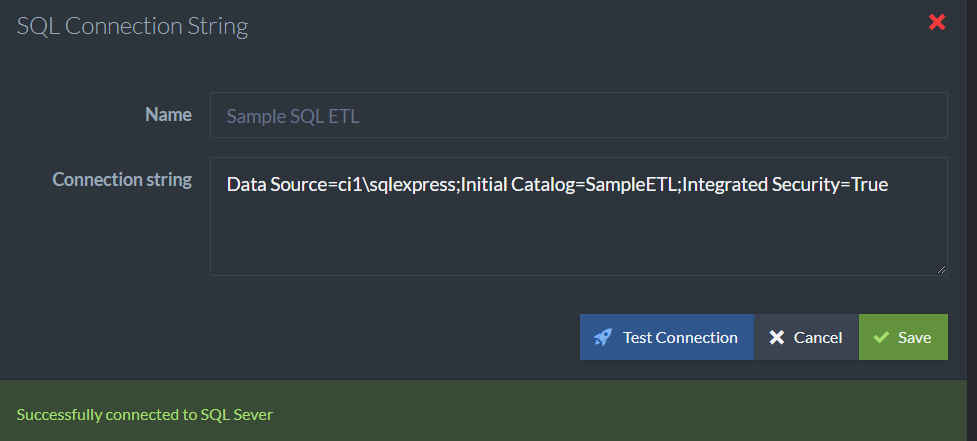 SQL Connection String
Name
Sample SQL ETL
Connection string
Data Source=ci1\sqlexpress;Initial Catalog=SampleETL;Integrated Security=True
Test Connection
Cancel
Save
Successfully connected to SQL Sever